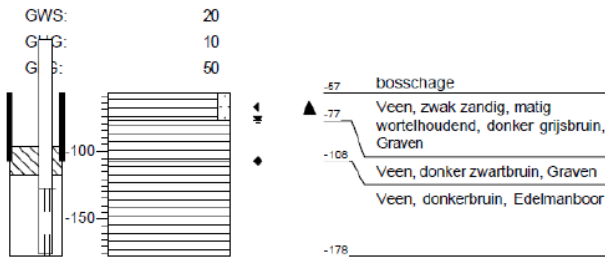 GWS: 20
GHG: 10
GLG: 50
-57 bosschage
-77 Veen, zwak zandig, matig
wortelhoudend, donker grijsbruin,
Graven
-100
-108 Veen, donker zwartbruin, Graven
Veen, donkerbruin, Edelmanboor
-150
-178